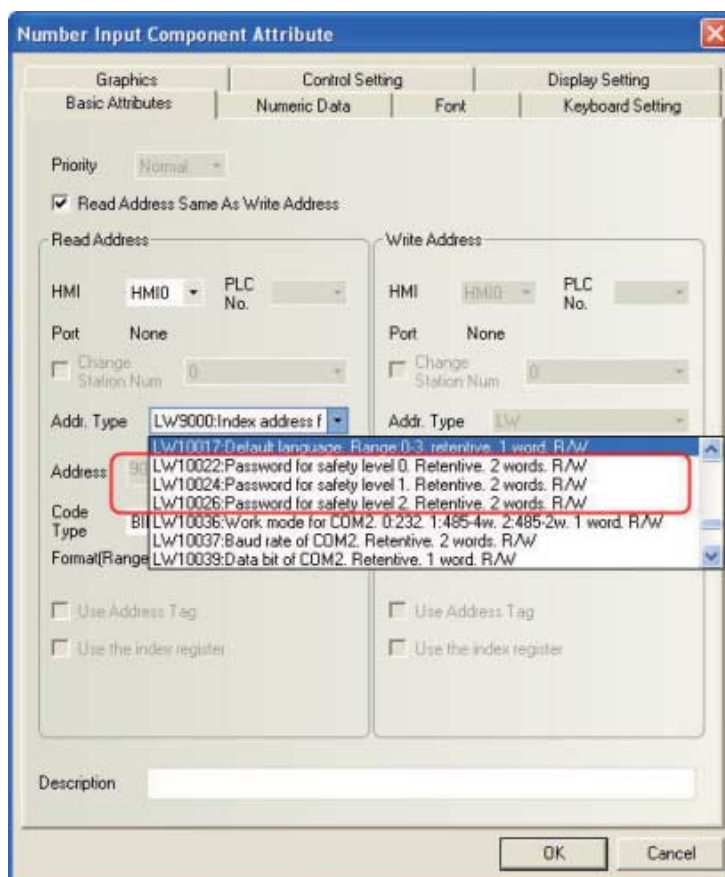 Number Input Component Attribute
Graphics Control Setting Display Setting
Basic Attributes Numeric Data Font Keyboard Setting
Priority Normal
Read Address Same As Write Address
Read Address Write Address
HMI HMI0 PLC No. HMI HMI0 PLC No.
Port None Port None
Change Station Num 0 Change Station Num 0
Addr. Type LW9000:Index address f Addr. Type LW
LW10017:Default language. Range:0-3. retentive. 1 word. R/W
LW10022:Password for safety level 0. Retentive. 2 words. R/W
Address 90 LW10024:Password for safety level 1. Retentive. 2 words. R/W
LW10026:Password for safety level 2. Retentive. 2 words. R/W
Code Type BI LW10036:Work mode for COM2. 0:232. 1:485-4w. 2:485-2w. 1 word. R/W
LW10037:Baud rate of COM2. Retentive. 2 words. R/W
Format(Range LW10039:Data bit of COM2. Retentive. 1 word. R/W
Use Address Tag Use Address Tag
Use the index register Use the index register
Description
OK Cancel